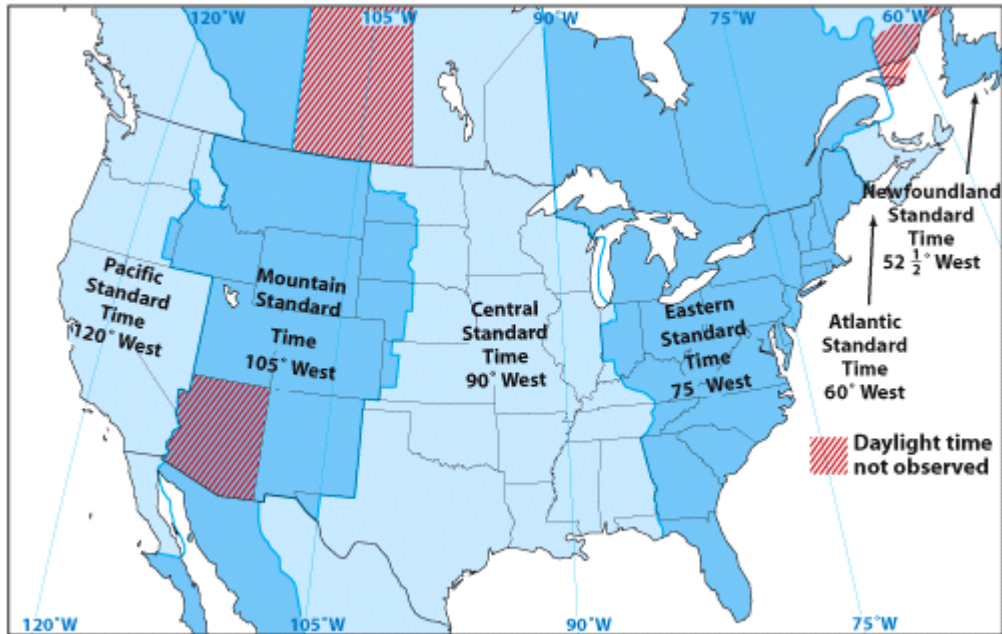 120°W
105°W
90°W
75°W
60°W
Pacific
Standard
Time
120° West
Mountain
Standard
Time
105° West
Central
Standard
Time
90° West
Eastern
Standard
Time
75 West
Newfoundland
Standard
Time
52 1/2° West
Atlantic
Standard
Time
60° West
Daylight time
not observed
120°W
105°W
90°W
75°W